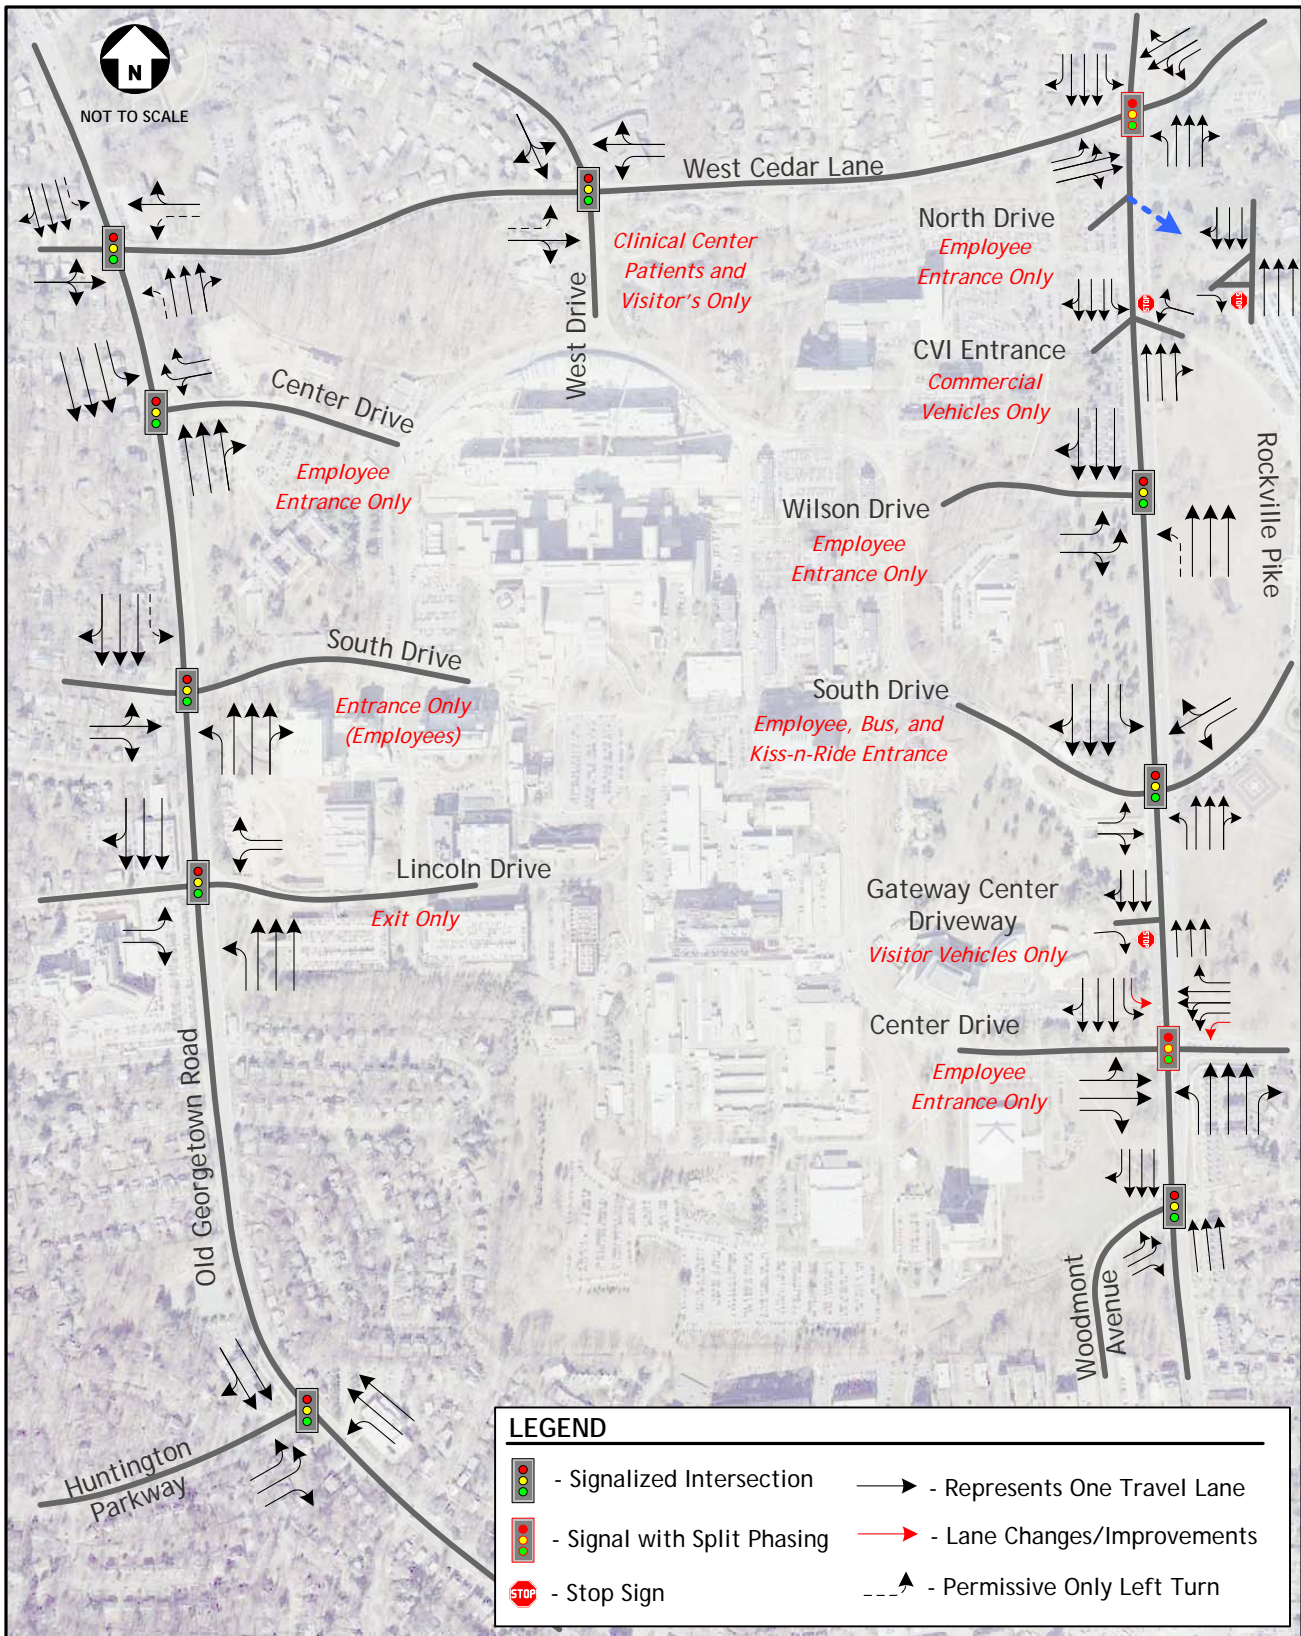 N
NOT TO SCALE
West Cedar Lane
North Drive
Employee
Entrance Only
Clinical Center
Patients and
Visitor's Only
West Drive
STOP
STOP
CVI Entrance
Commercial
Vehicles Only
Center Drive
Employee
Entrance Only
Rockville Pike
Wilson Drive
Employee
Entrance Only
South Drive
Entrance Only
(Employees)
South Drive
Employee, Bus, and
Kiss-n-Ride Entrance
Lincoln Drive
Exit Only
Gateway Center
Driveway
Visitor Vehicles Only
STOP
Center Drive
Employee
Entrance Only
Old Georgetown Road
Woodmont
Avenue
Huntington
Parkway
LEGEND
- Signalized Intersection
- Represents One Travel Lane
- Signal with Split Phasing
- Lane Changes/Improvements
STOP
- Stop Sign
- Permissive Only Left Turn